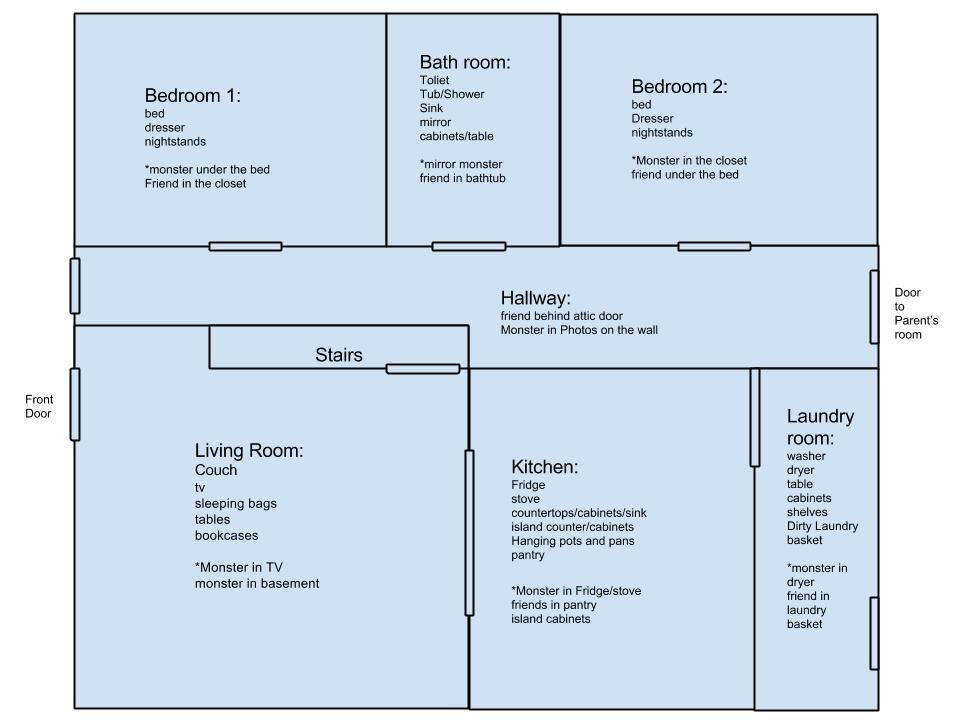 Bedroom 1:
bed
dresser
nightstands
*monster under the bed
Friend in the closet
Bath room:
Toliet
Tub/Shower
Sink
mirror
cabinets/table
*mirror monster
friend in bathtub
Bedroom 2:
bed
Dresser
nightstands
*Monster in the closet
friend under the bed
Hallway:
friend behind attic door
Monster in Photos on the wall
Door
to
Parent's
room
Stairs
Front
Door
Living Room:
Couch
tv
sleeping bags
tables
bookcases
*Monster in TV
monster in basement
Kitchen:
Fridge
stove
countertops/cabinets/sink
island counter/cabinets
Hanging pots and pans
pantry
*Monster in Fridge/stove
friends in pantry
island cabinets
Laundry
room:
washer
dryer
table
cabinets
shelves
Dirty Laundry
basket
*monster in
dryer
friend in
laundry
basket